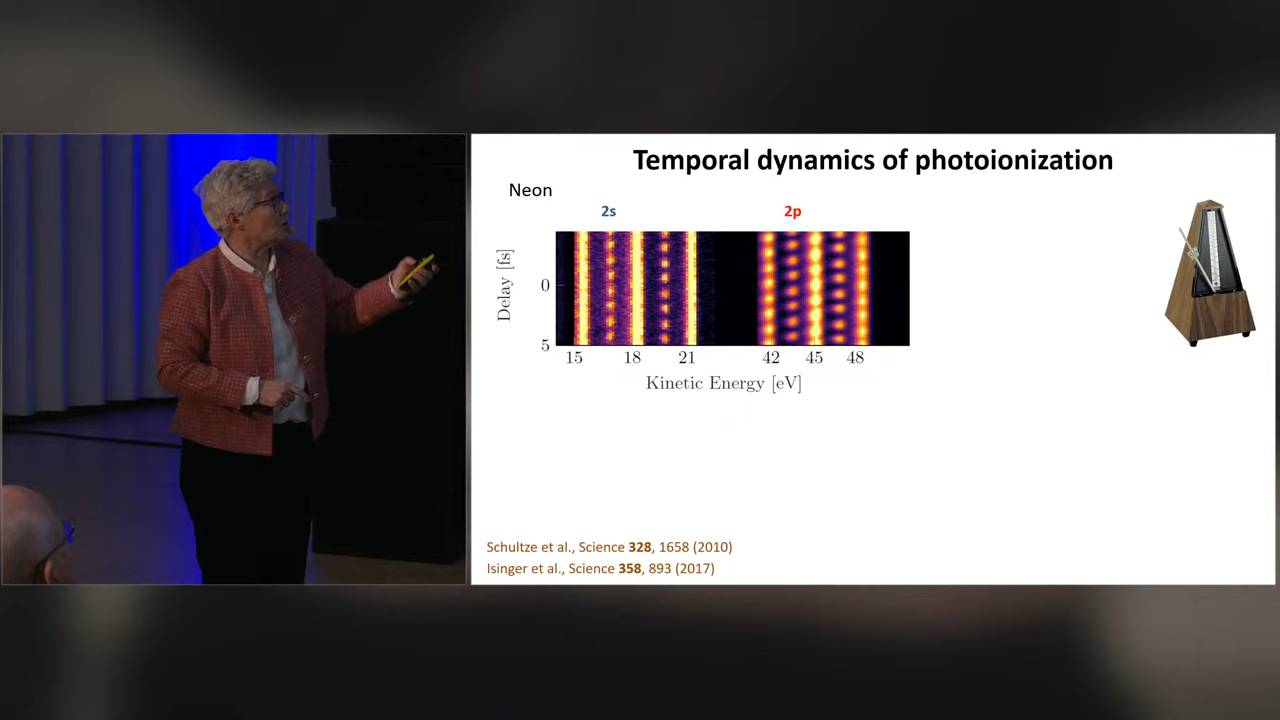 Temporal dynamics of photoionization
Neon
2s
2p
Delay [fs]
0
5
15 18 21 42 45 48
Kinetic Energy [eV]
Schultze et al., Science 328, 1658 (2010)
Isinger et al., Science 358, 893 (2017)